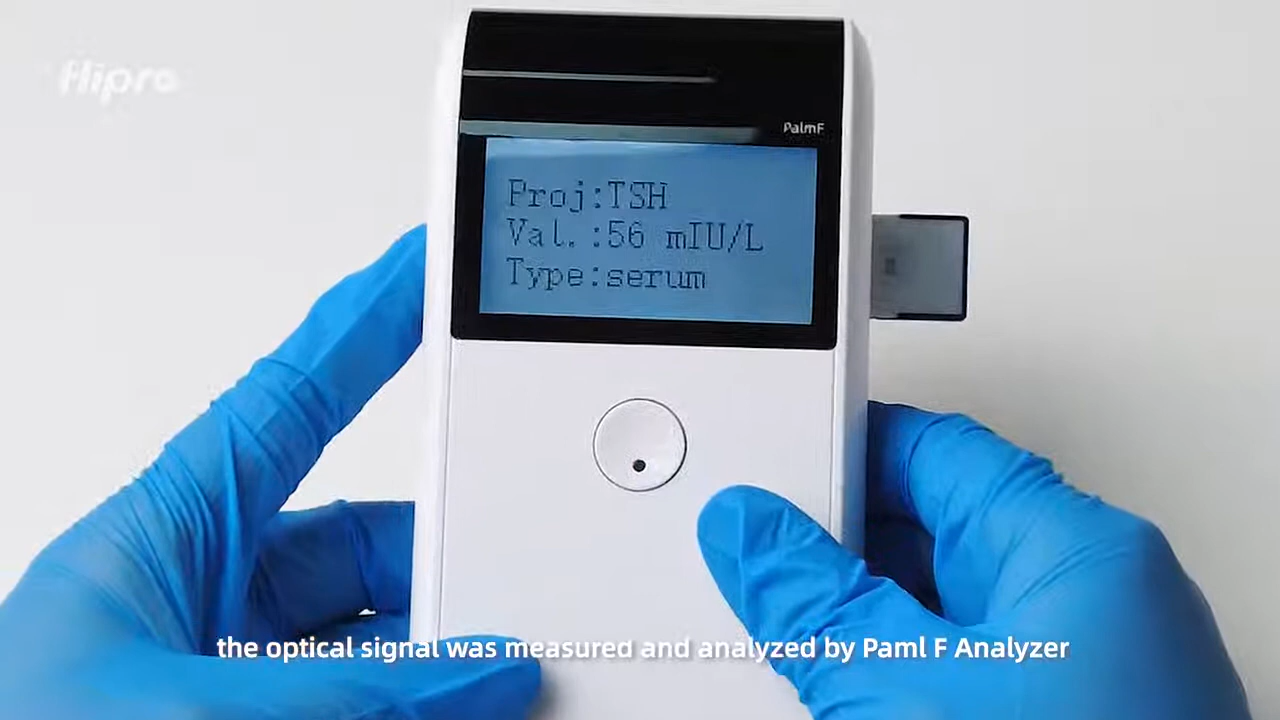 flipro
PalmF
Proj:TSH
Val.:56 mIU/L
Type:serum
the optical signal was measured and analyzed by Paml F Analyzer